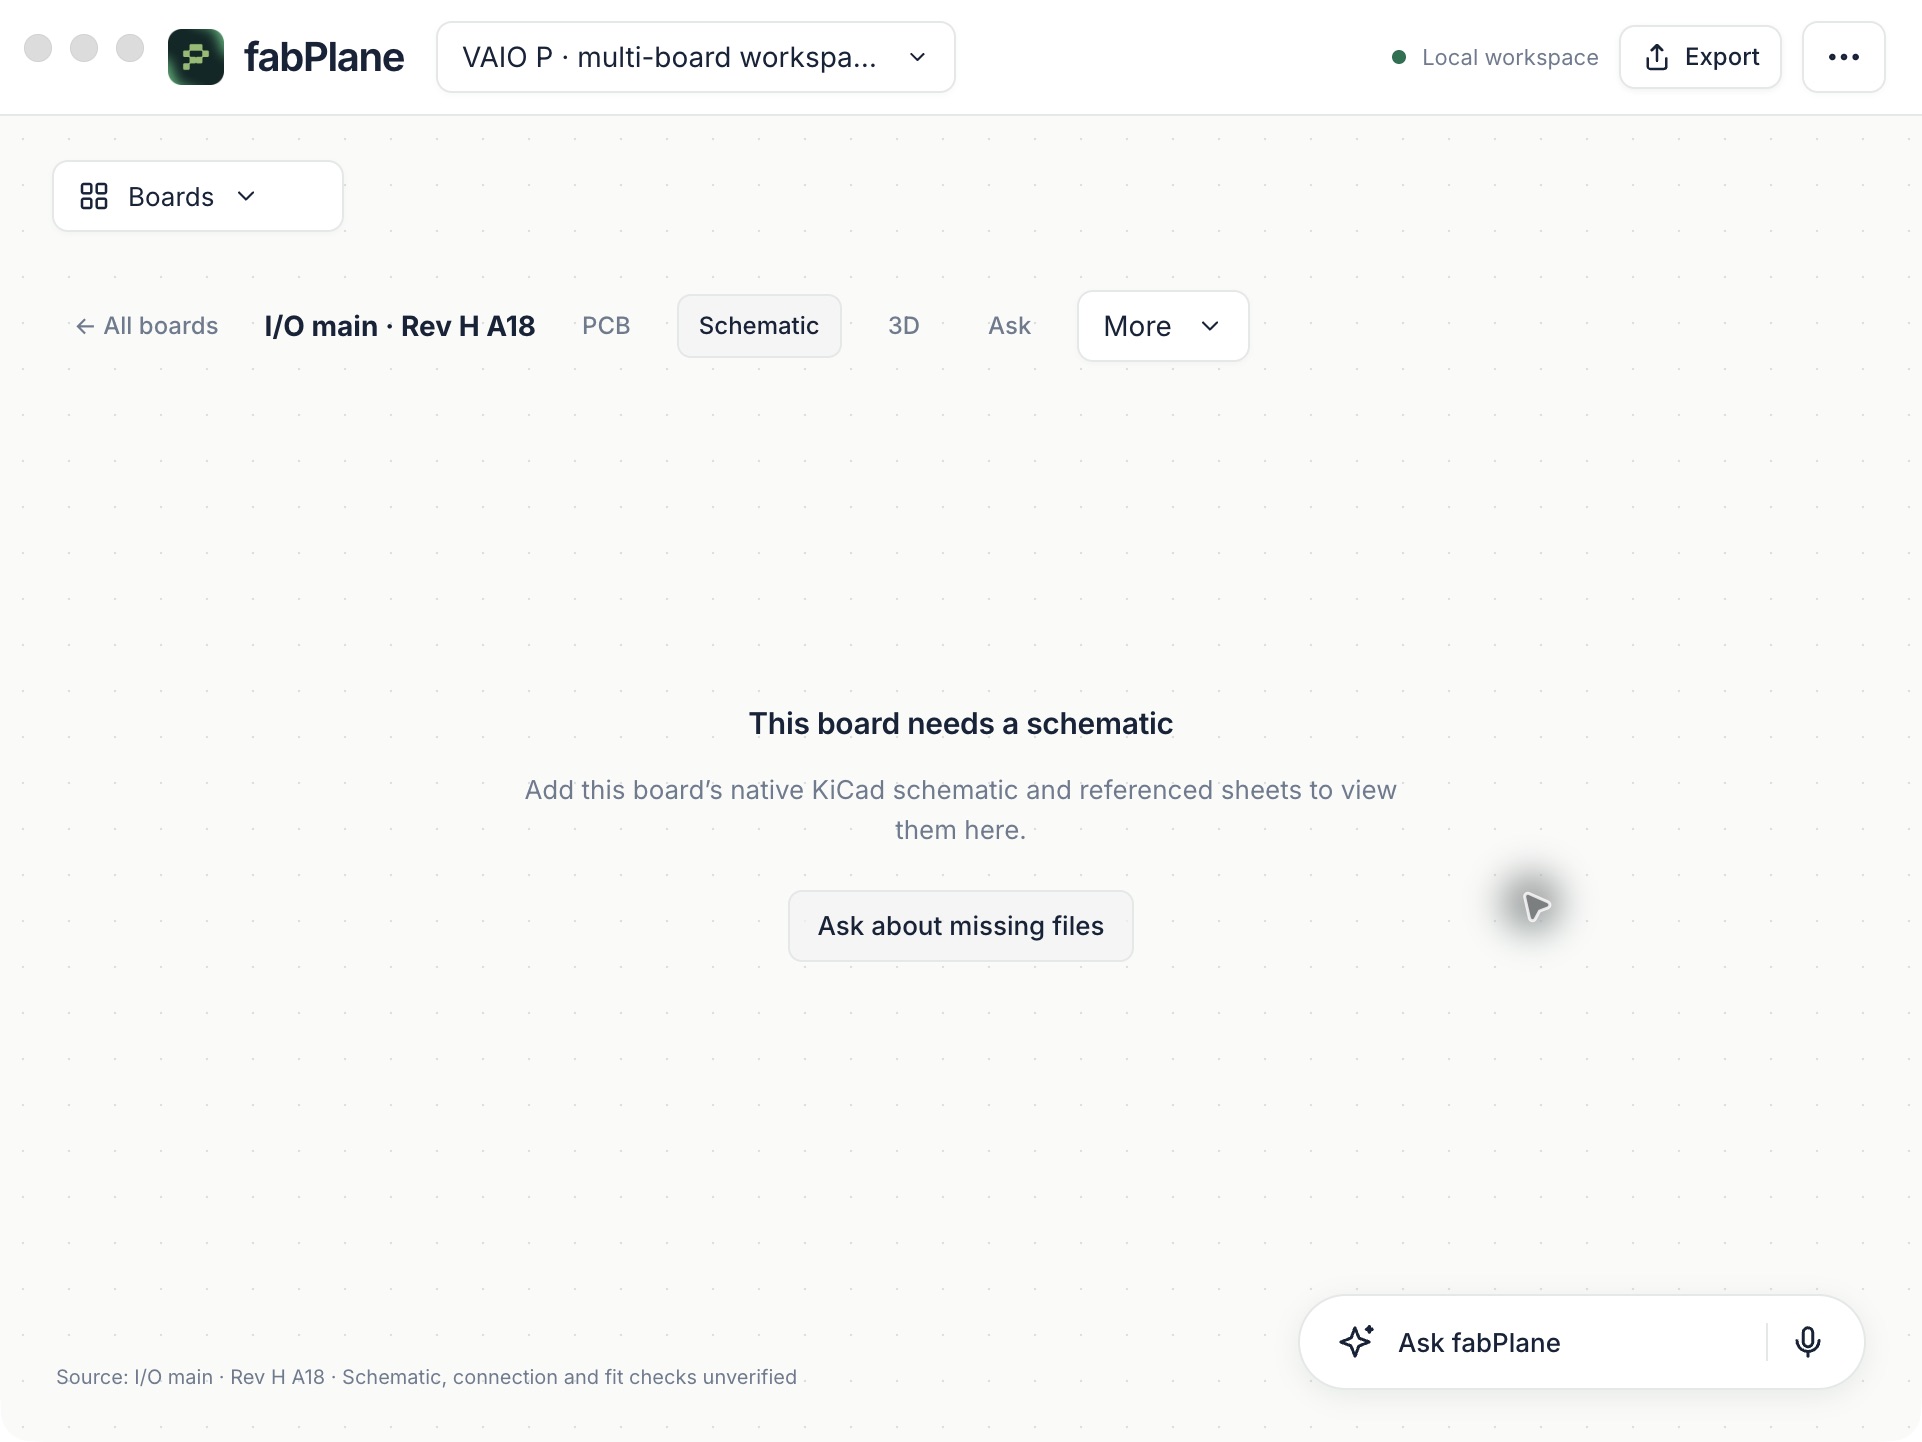 fabPlane
VAIO P · multi-board workspa...
Local workspace
Export
Boards
← All boards
I/O main · Rev H A18
PCB
Schematic
3D
Ask
More
This board needs a schematic
Add this board’s native KiCad schematic and referenced sheets to view
them here.
Ask about missing files
Ask fabPlane
Source: I/O main · Rev H A18 · Schematic, connection and fit checks unverified